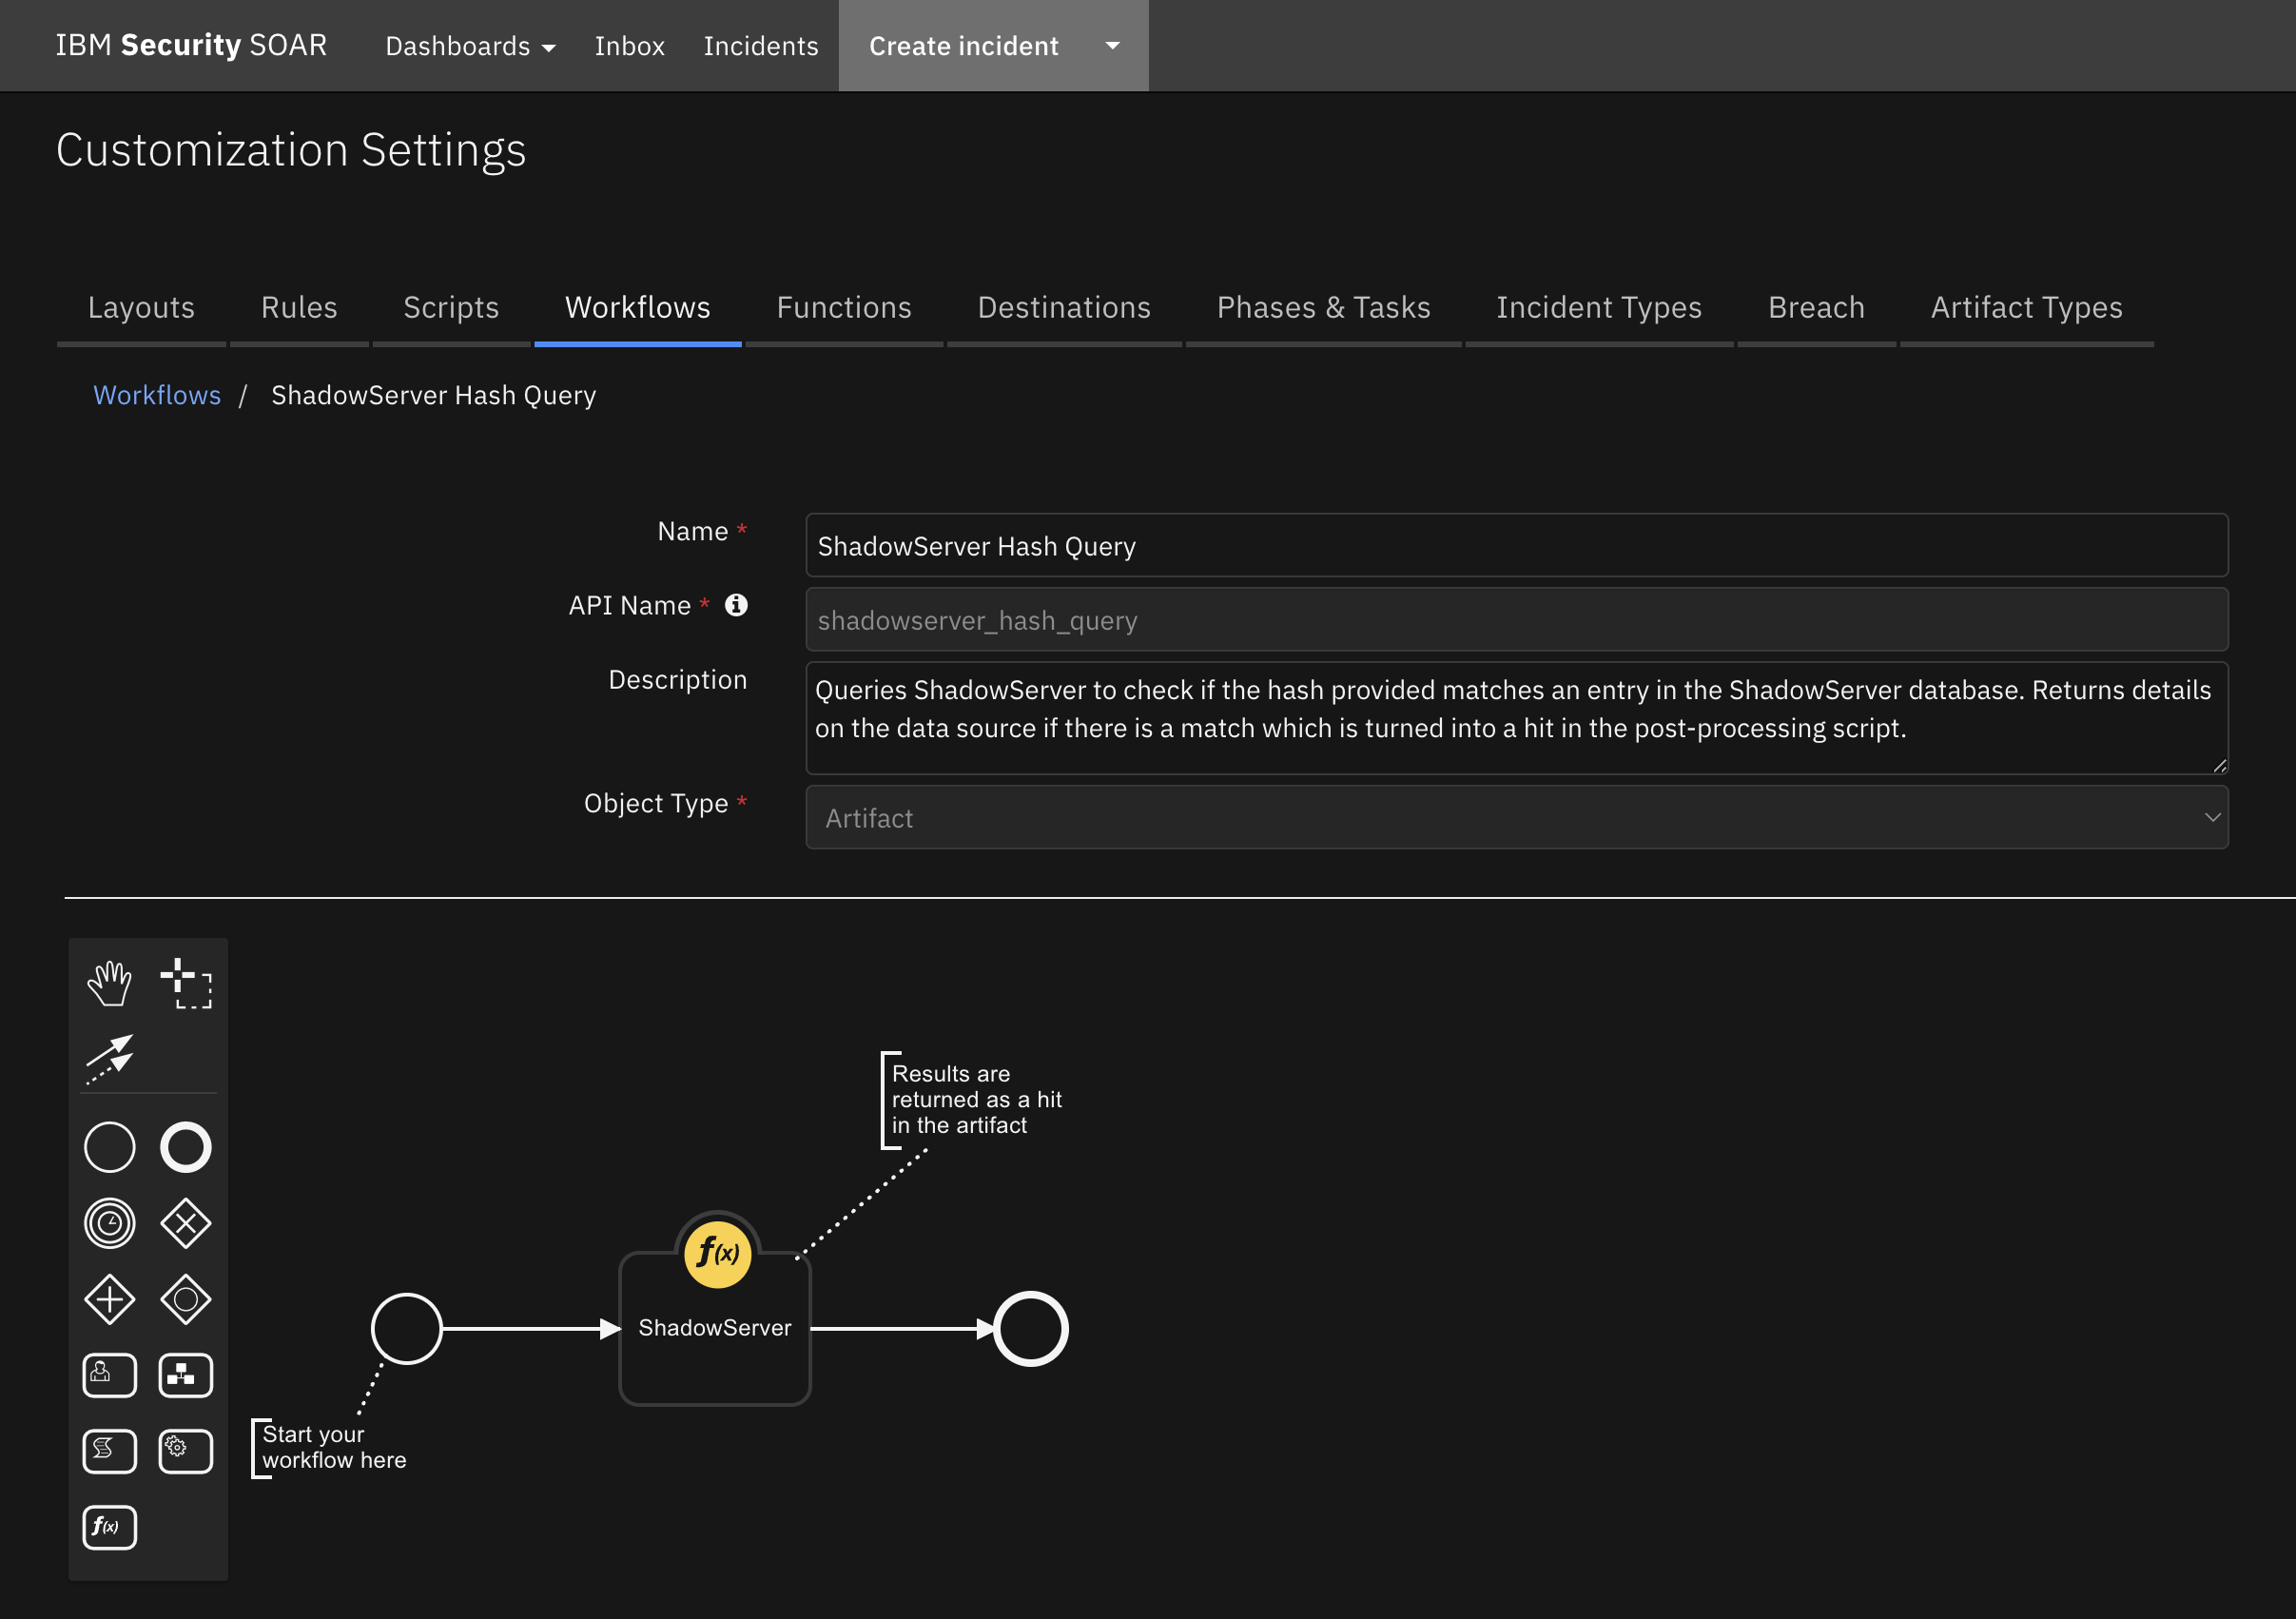 IBM Security SOAR Dashboards Inbox Incidents Create incident
Customization Settings
Layouts Rules Scripts Workflows Functions Destinations Phases & Tasks Incident Types Breach Artifact Types
Workflows / ShadowServer Hash Query
Name * ShadowServer Hash Query
API Name * shadowserver_hash_query
Description
Queries ShadowServer to check if the hash provided matches an entry in the ShadowServer database. Returns details
on the data source if there is a match which is turned into a hit in the post-processing script.
Object Type * Artifact
Results are
returned as a hit
in the artifact
f(x)
ShadowServer
Start your
workflow here
f(x)